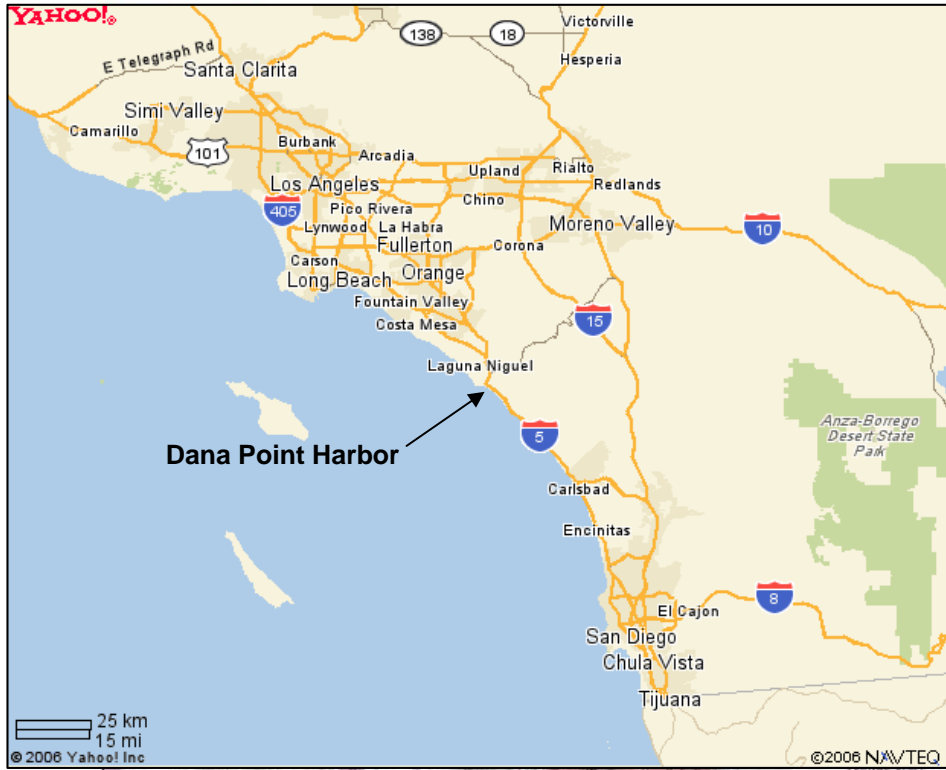 YAHOO!®
138
18
Victorville
Hesperia
E Telegraph Rd
Santa Clarita
Simi Valley
Camarillo
101
Burbank
Arcadia
Upland
Rialto
Redlands
Los Angeles
405
Pico Rivera
Chino
Lynwood
La Habra
Moreno Valley
10
Fullerton
Corona
Carson
Long Beach
Orange
Fountain Valley
Costa Mesa
15
Laguna Niguel
Dana Point Harbor
5
Anza-Borrego
Desert State
Park
Carlsbad
Encinitas
8
El Cajon
San Diego
Chula Vista
Tijuana
25 km
15 mi
© 2006 Yahoo! Inc
©2006 NAVTEQ